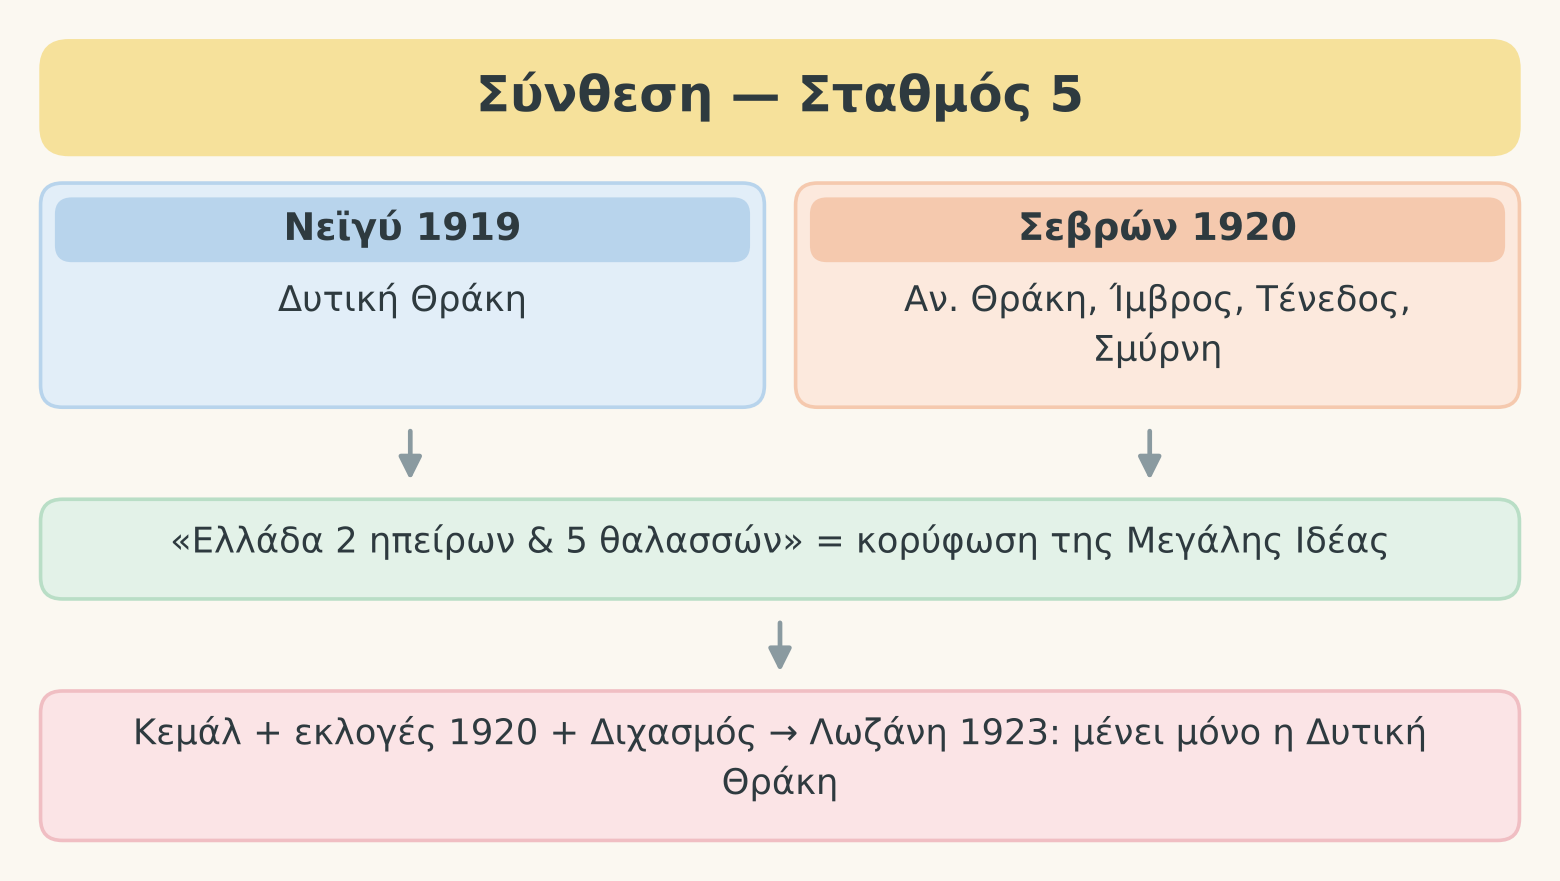 Σύνθεση — Σταθμός 5
Νεϊγύ 1919
Δυτική Θράκη
Σεβρών 1920
Αν. Θράκη, Ίμβρος, Τένεδος,
Σμύρνη
«Ελλάδα 2 ηπείρων & 5 θαλασσών» = κορύφωση της Μεγάλης Ιδέας
Κεμάλ + εκλογές 1920 + Διχασμός → Λωζάνη 1923: μένει μόνο η Δυτική
Θράκη